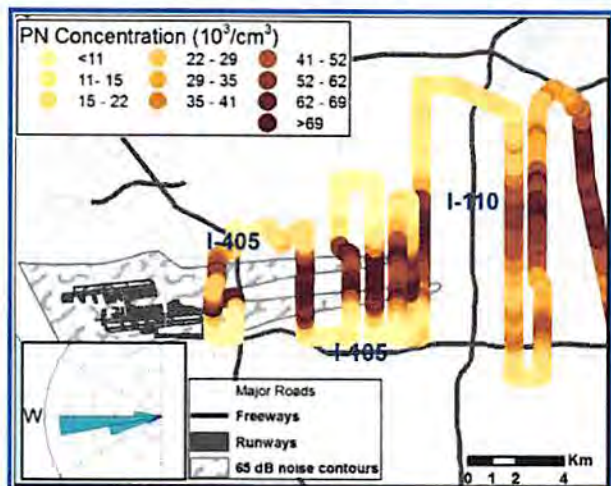 PN Concentration (10³/cm³)
<11
11 - 15
15 - 22
22 - 29
29 - 35
35 - 41
41 - 52
52 - 62
62 - 69
>69
I-405
I-110
I-105
W
Major Roads
Freeways
Runways
65 dB noise contours
Km
0 1 2 4